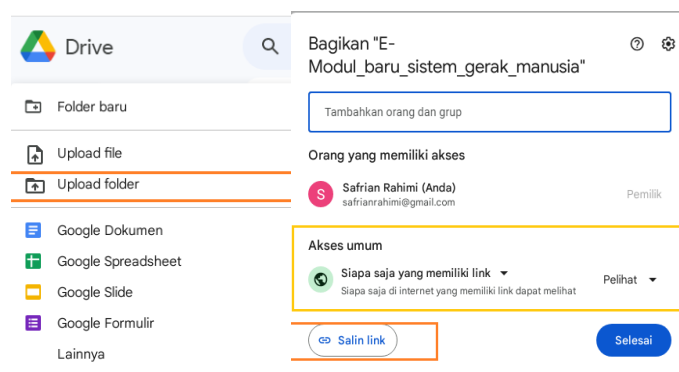 Drive
Folder baru
Upload file
Upload folder
Google Dokumen
Google Spreadsheet
Google Slide
Google Formulir
Lainnya
Bagikan "E-
Modul_baru_sistem_gerak_manusia"
Tambahkan orang dan grup
Orang yang memiliki akses
S
Safrian Rahimi (Anda)
safrianrahimi@gmail.com
Pemilik
Akses umum
Siapa saja yang memiliki link
Siapa saja di internet yang memiliki link dapat melihat
Pelihat
Salin link
Selesai